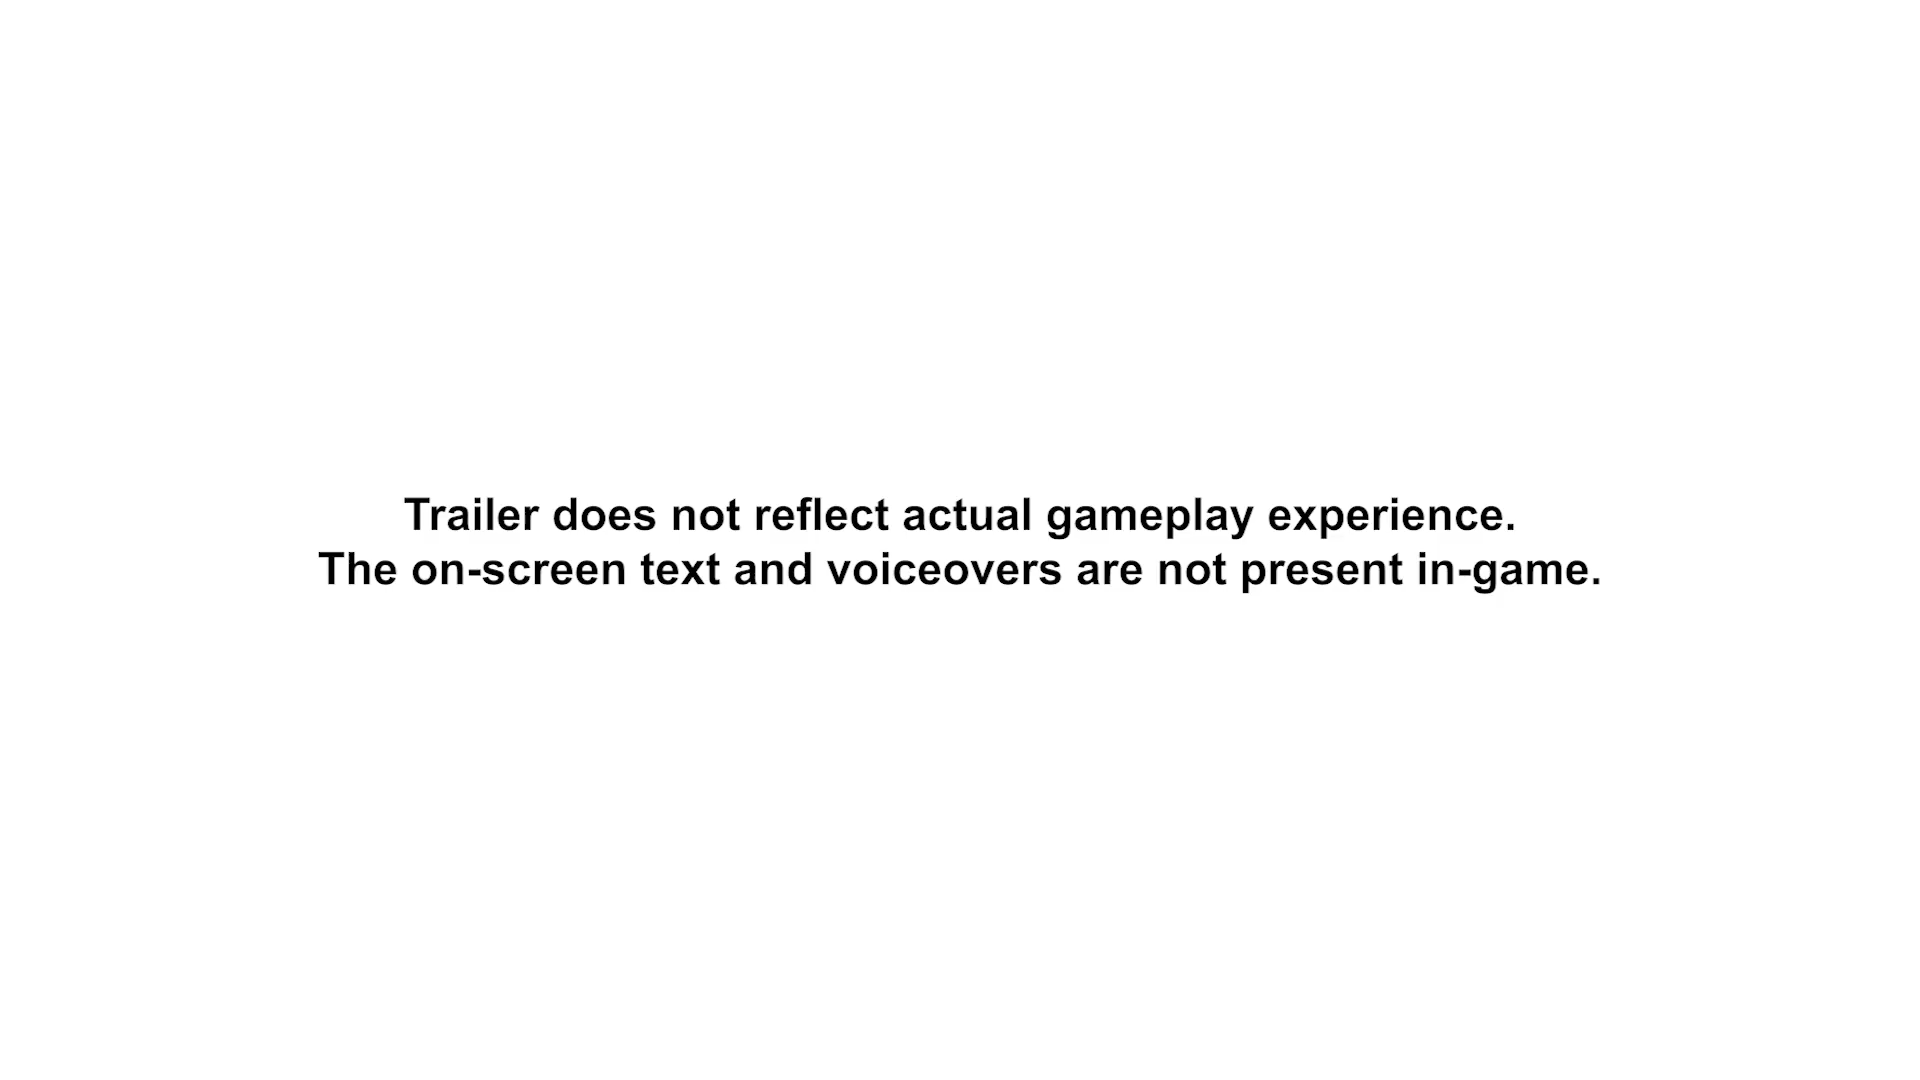 Trailer does not reflect actual gameplay experience.
The on-screen text and voiceovers are not present in-game.